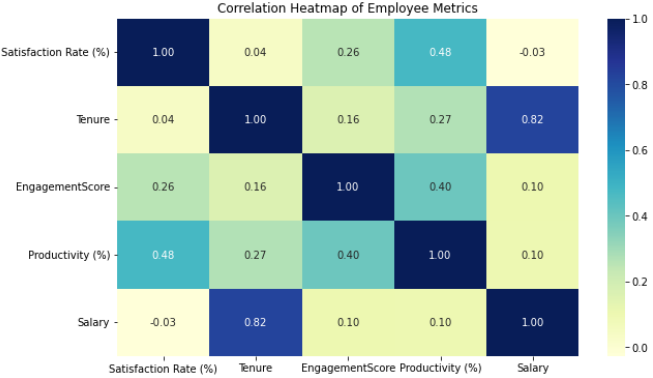 Correlation Heatmap of Employee Metrics
Satisfaction Rate (%) 1.00 0.04 0.26 0.48 -0.03
Tenure 0.04 1.00 0.16 0.27 0.82
EngagementScore 0.26 0.16 1.00 0.40 0.10
Productivity (%) 0.48 0.27 0.40 1.00 0.10
Salary -0.03 0.82 0.10 0.10 1.00
Satisfaction Rate (%) Tenure EngagementScore Productivity (%) Salary
1.0
0.8
0.6
0.4
0.2
0.0